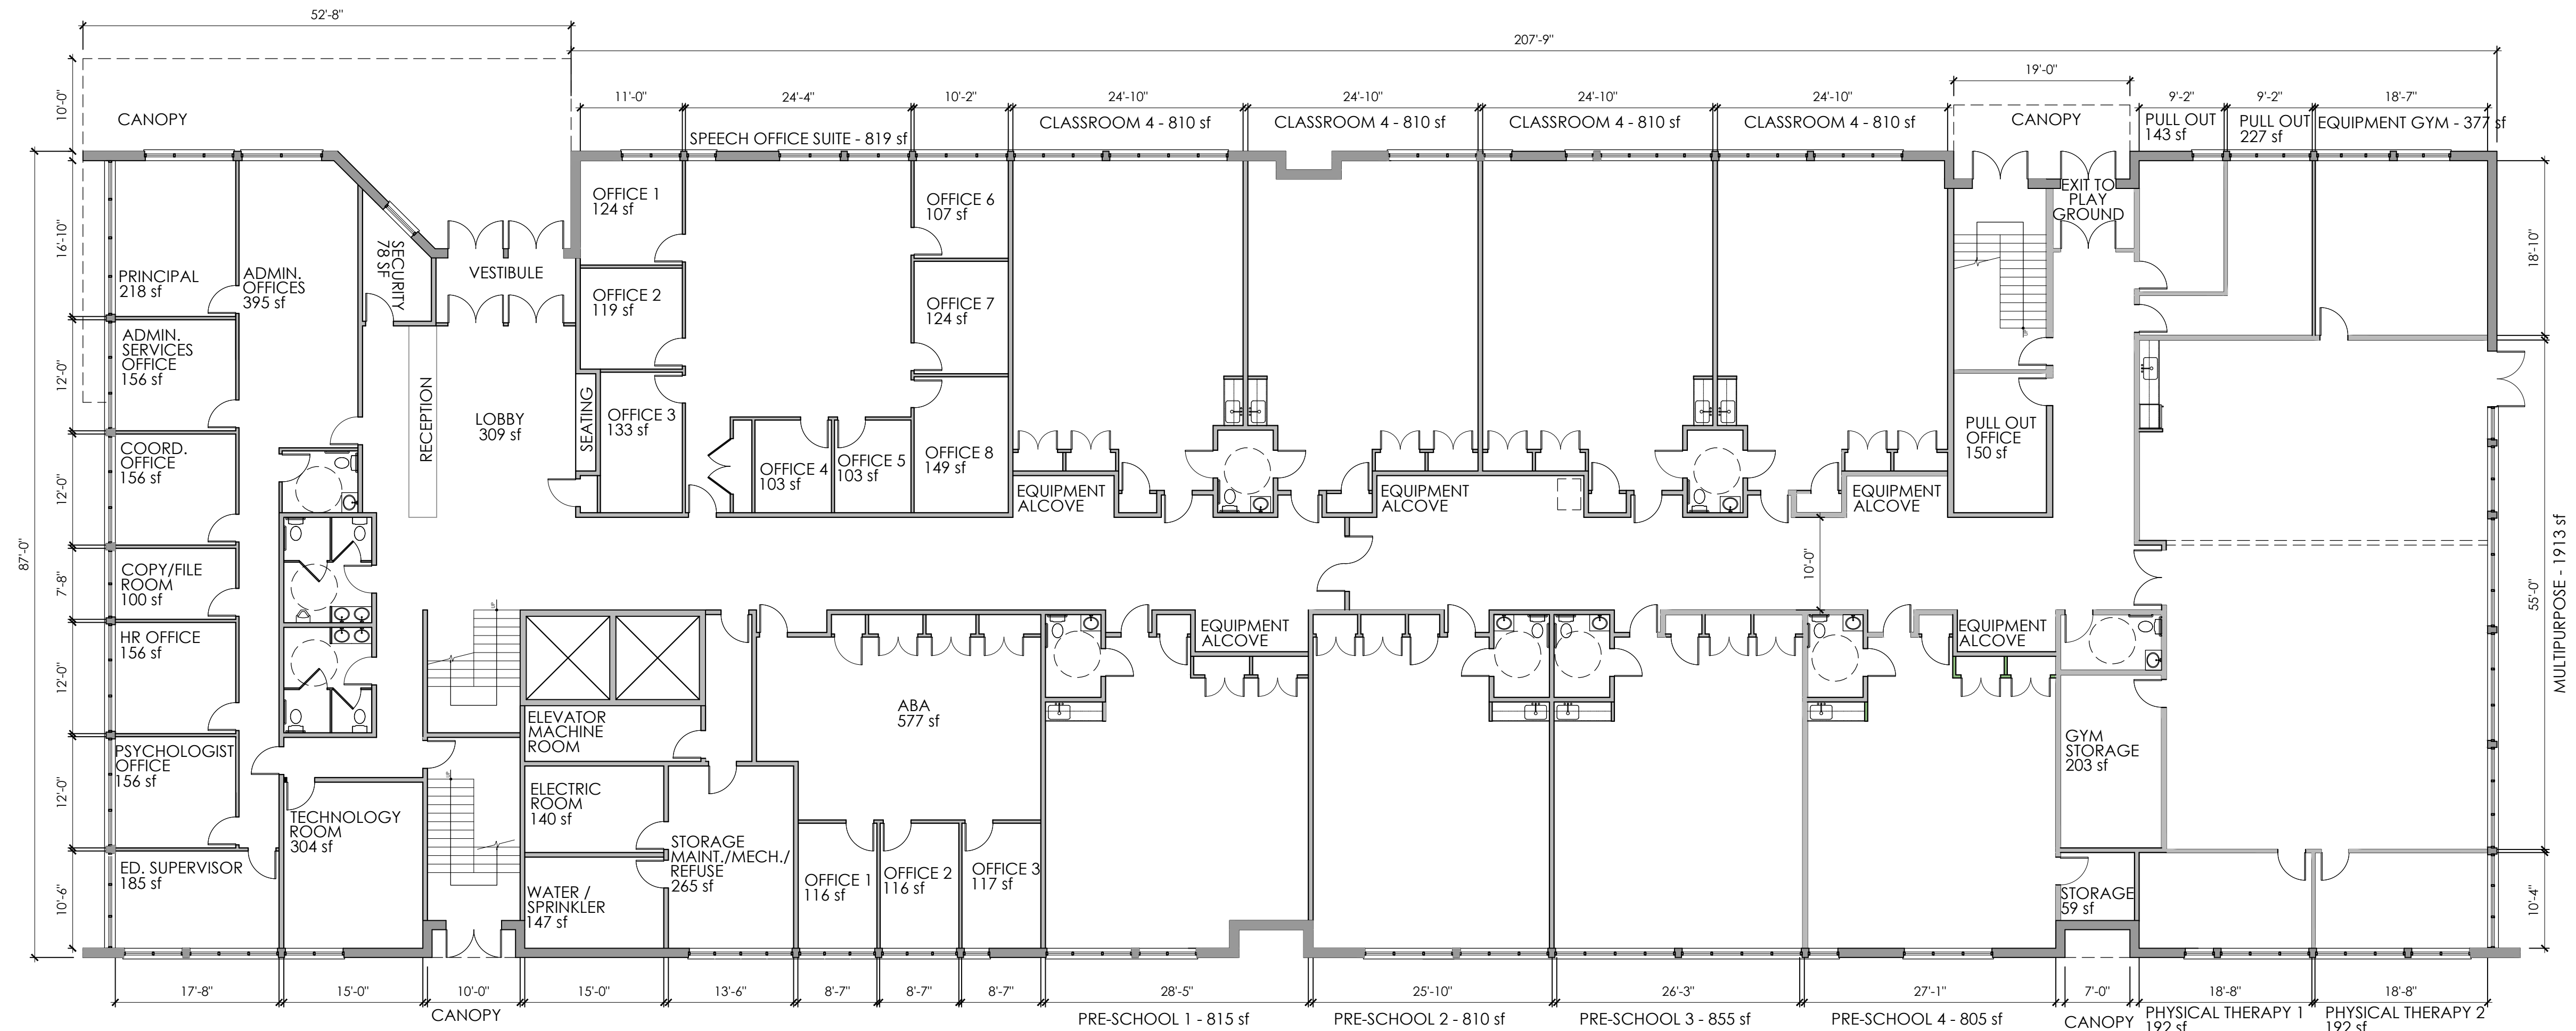 52'-8"
207'-9"
19'-0"
10'-0"
11'-0"
24'-4"
10'-2"
24'-10"
24'-10"
24'-10"
24'-10"
9'-2"
9'-2"
18'-7"
CANOPY
SPEECH OFFICE SUITE - 819 sf
CLASSROOM 4 - 810 sf
CLASSROOM 4 - 810 sf
CLASSROOM 4 - 810 sf
CLASSROOM 4 - 810 sf
CANOPY
PULL OUT
143 sf
PULL OUT
227 sf
EQUIPMENT GYM - 377 sf
87'-0"
16'-10"
12'-0"
12'-0"
7'-8"
12'-0"
12'-0"
10'-6"
PRINCIPAL
218 sf
ADMIN.
OFFICES
395 sf
SECURITY
78 SF
VESTIBULE
OFFICE 1
124 sf
OFFICE 6
107 sf
EXIT TO
PLAY
GROUND
18'-10"
OFFICE 2
119 sf
OFFICE 7
124 sf
ADMIN.
SERVICES
OFFICE
156 sf
RECEPTION
LOBBY
309 sf
SEATING
OFFICE 3
133 sf
OFFICE 4
103 sf
OFFICE 5
103 sf
OFFICE 8
149 sf
PULL OUT
OFFICE
150 sf
COORD.
OFFICE
156 sf
EQUIPMENT
ALCOVE
EQUIPMENT
ALCOVE
EQUIPMENT
ALCOVE
10'-0"
COPY/FILE
ROOM
100 sf
UP
UP
UP
55'-0"
MULTIPURPOSE - 1913 sf
HR OFFICE
156 sf
EQUIPMENT
ALCOVE
EQUIPMENT
ALCOVE
ELEVATOR
MACHINE
ROOM
ABA
577 sf
GYM
STORAGE
203 sf
PSYCHOLOGIST
OFFICE
156 sf
ELECTRIC
ROOM
140 sf
TECHNOLOGY
ROOM
304 sf
STORAGE
MAINT./MECH./
REFUSE
265 sf
ED. SUPERVISOR
185 sf
WATER /
SPRINKLER
147 sf
OFFICE 1
116 sf
OFFICE 2
116 sf
OFFICE 3
117 sf
STORAGE
59 sf
10'-4"
17'-8"
15'-0"
10'-0"
15'-0"
13'-6"
8'-7"
8'-7"
8'-7"
28'-5"
25'-10"
26'-3"
27'-1"
7'-0"
18'-8"
18'-8"
CANOPY
PRE-SCHOOL 1 - 815 sf
PRE-SCHOOL 2 - 810 sf
PRE-SCHOOL 3 - 855 sf
PRE-SCHOOL 4 - 805 sf
CANOPY
PHYSICAL THERAPY 1
192 sf
PHYSICAL THERAPY 2
192 sf